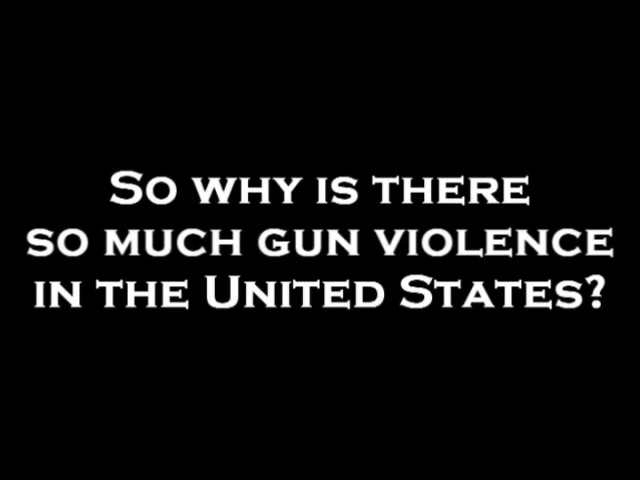 So why is there
so much gun violence
in the United States?